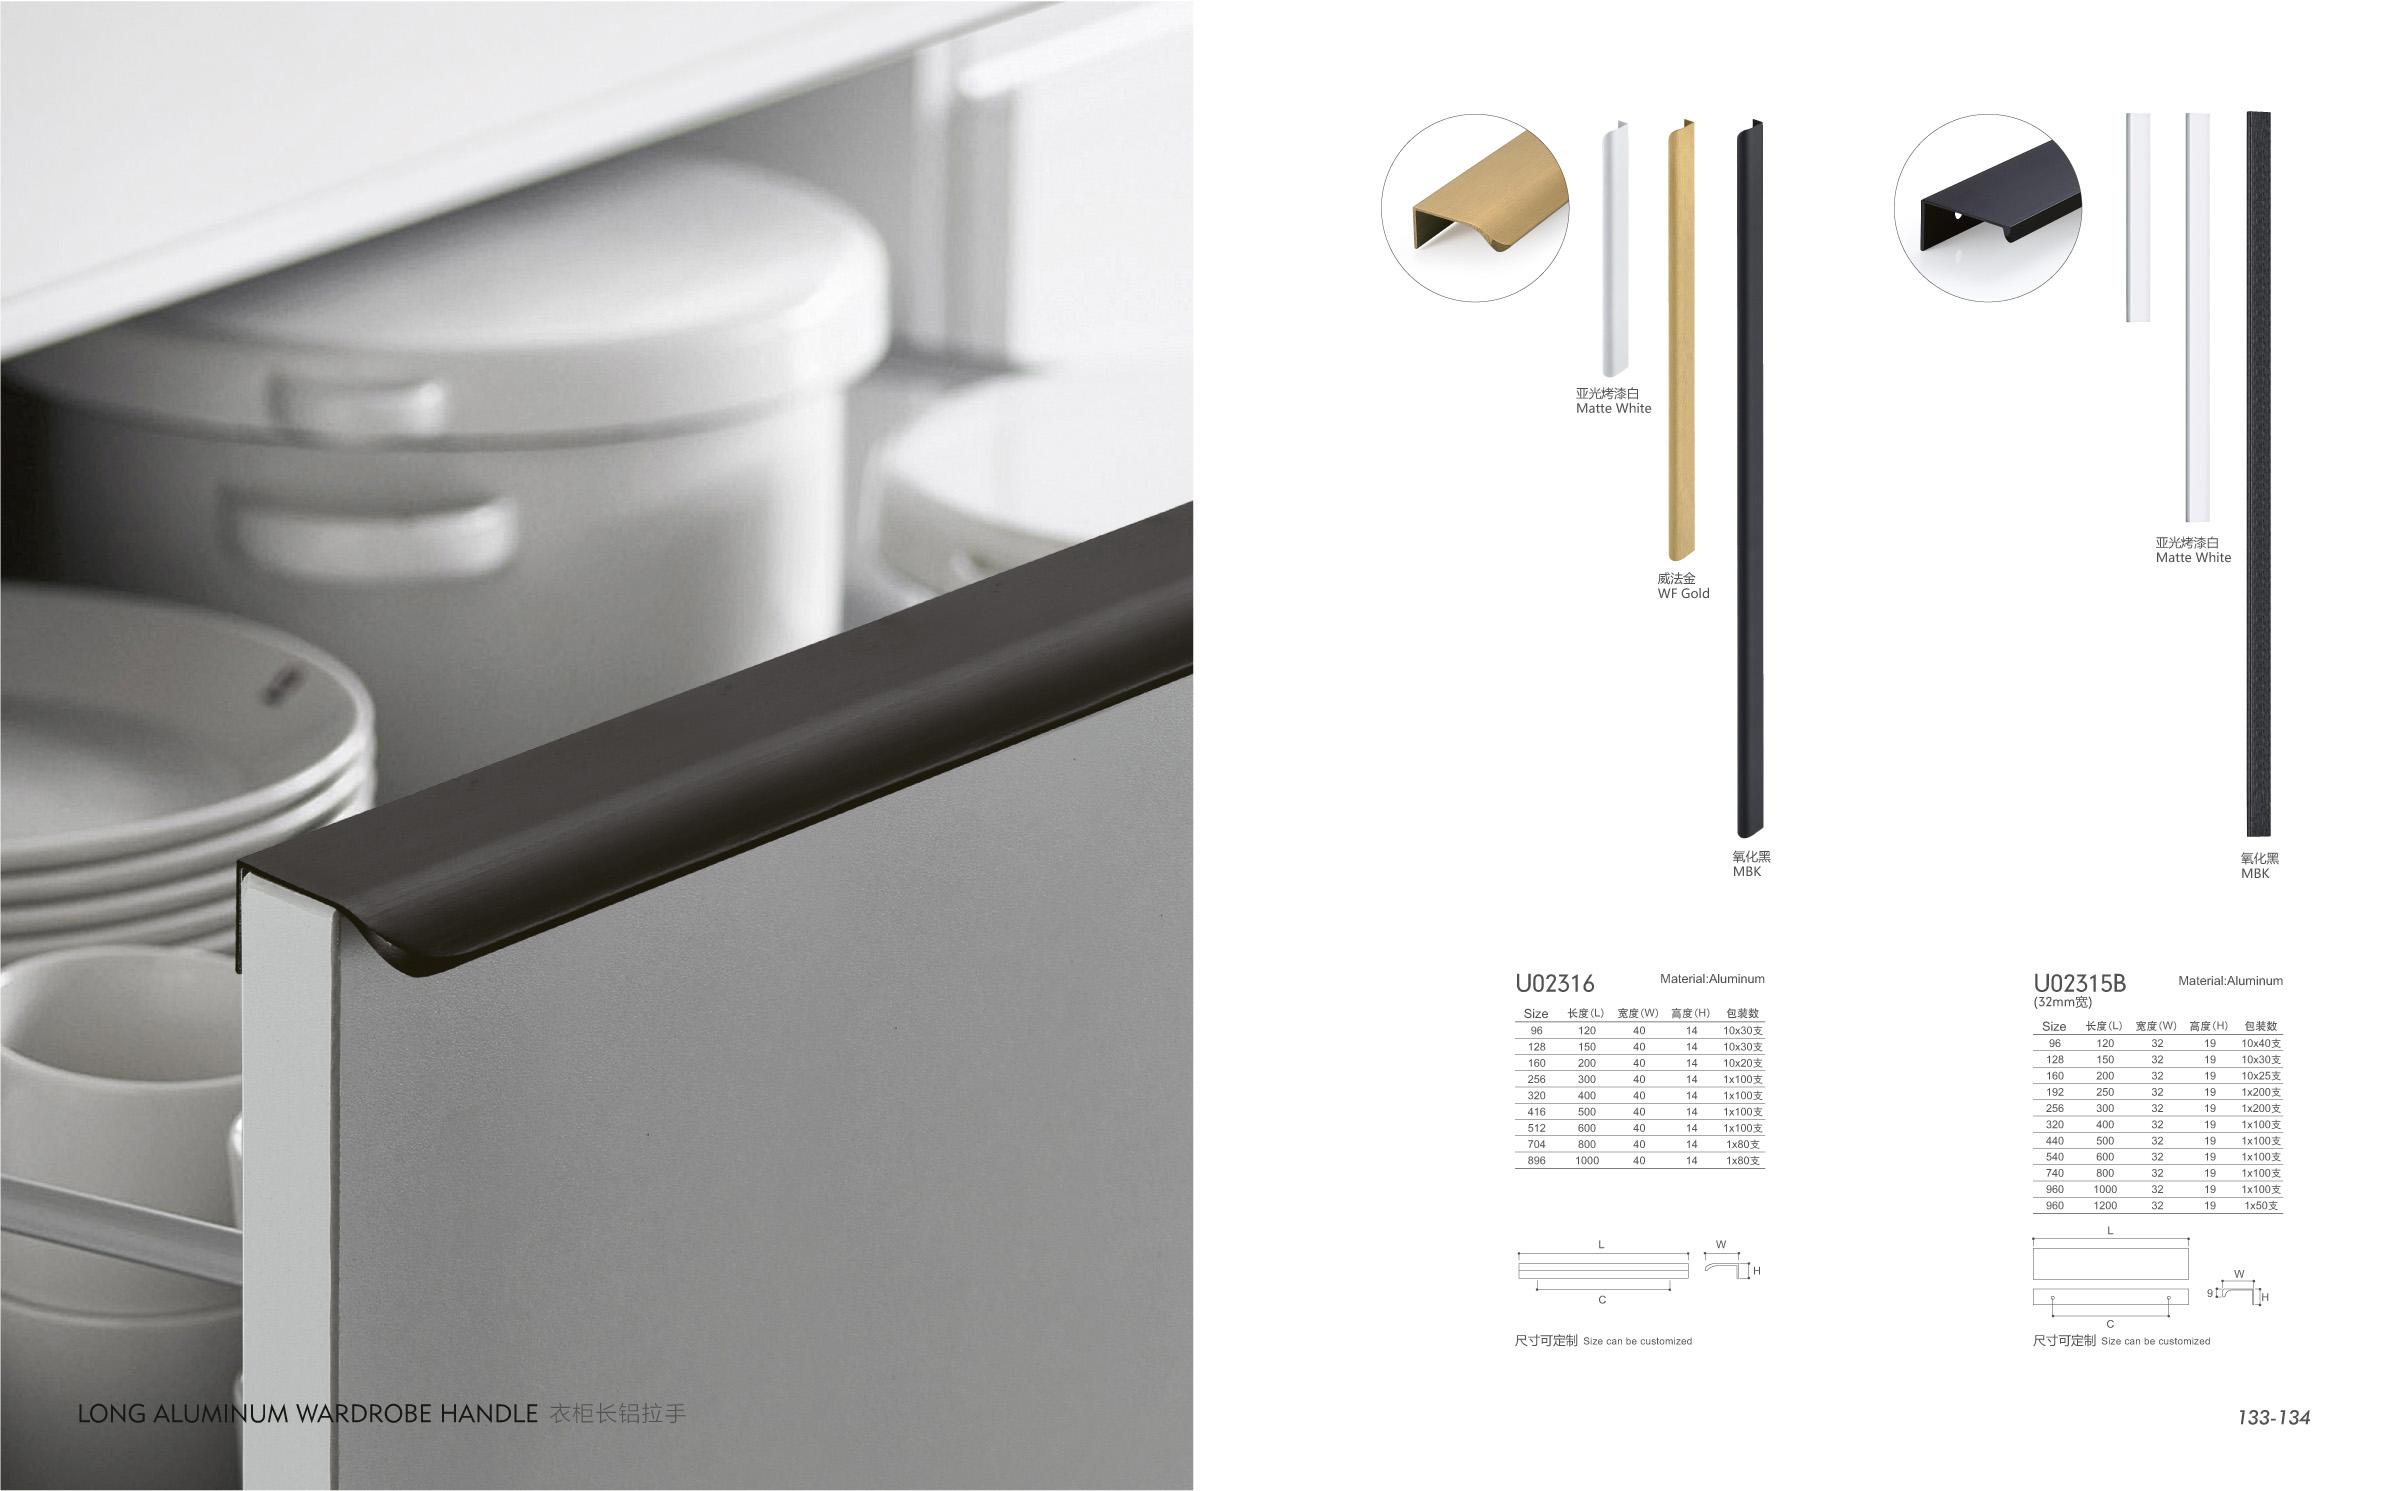 亚光烤漆白
Matte White
威法金
WF Gold
氧化黑
MBK
亚光烤漆白
Matte White
氧化黑
MBK
U02316 Material:Aluminum
Size 长度(L) 宽度(W) 高度(H) 包装数
96 120 40 14 10x30支
128 150 40 14 10x30支
160 200 40 14 10x20支
256 300 40 14 1x100支
320 400 40 14 1x100支
416 500 40 14 1x100支
512 600 40 14 1x100支
704 800 40 14 1x80支
896 1000 40 14 1x80支
L W
H
C
尺寸可定制 Size can be customized
U02315B Material:Aluminum
(32mm宽)
Size 长度(L) 宽度(W) 高度(H) 包装数
96 120 32 19 10x40支
128 150 32 19 10x30支
160 200 32 19 10x25支
192 250 32 19 1x200支
256 300 32 19 1x200支
320 400 32 19 1x100支
440 500 32 19 1x100支
540 600 32 19 1x100支
740 800 32 19 1x100支
960 1000 32 19 1x100支
960 1200 32 19 1x50支
L
W
9 H
C
尺寸可定制 Size can be customized
LONG ALUMINUM WARDROBE HANDLE 衣柜长铝拉手
133-134